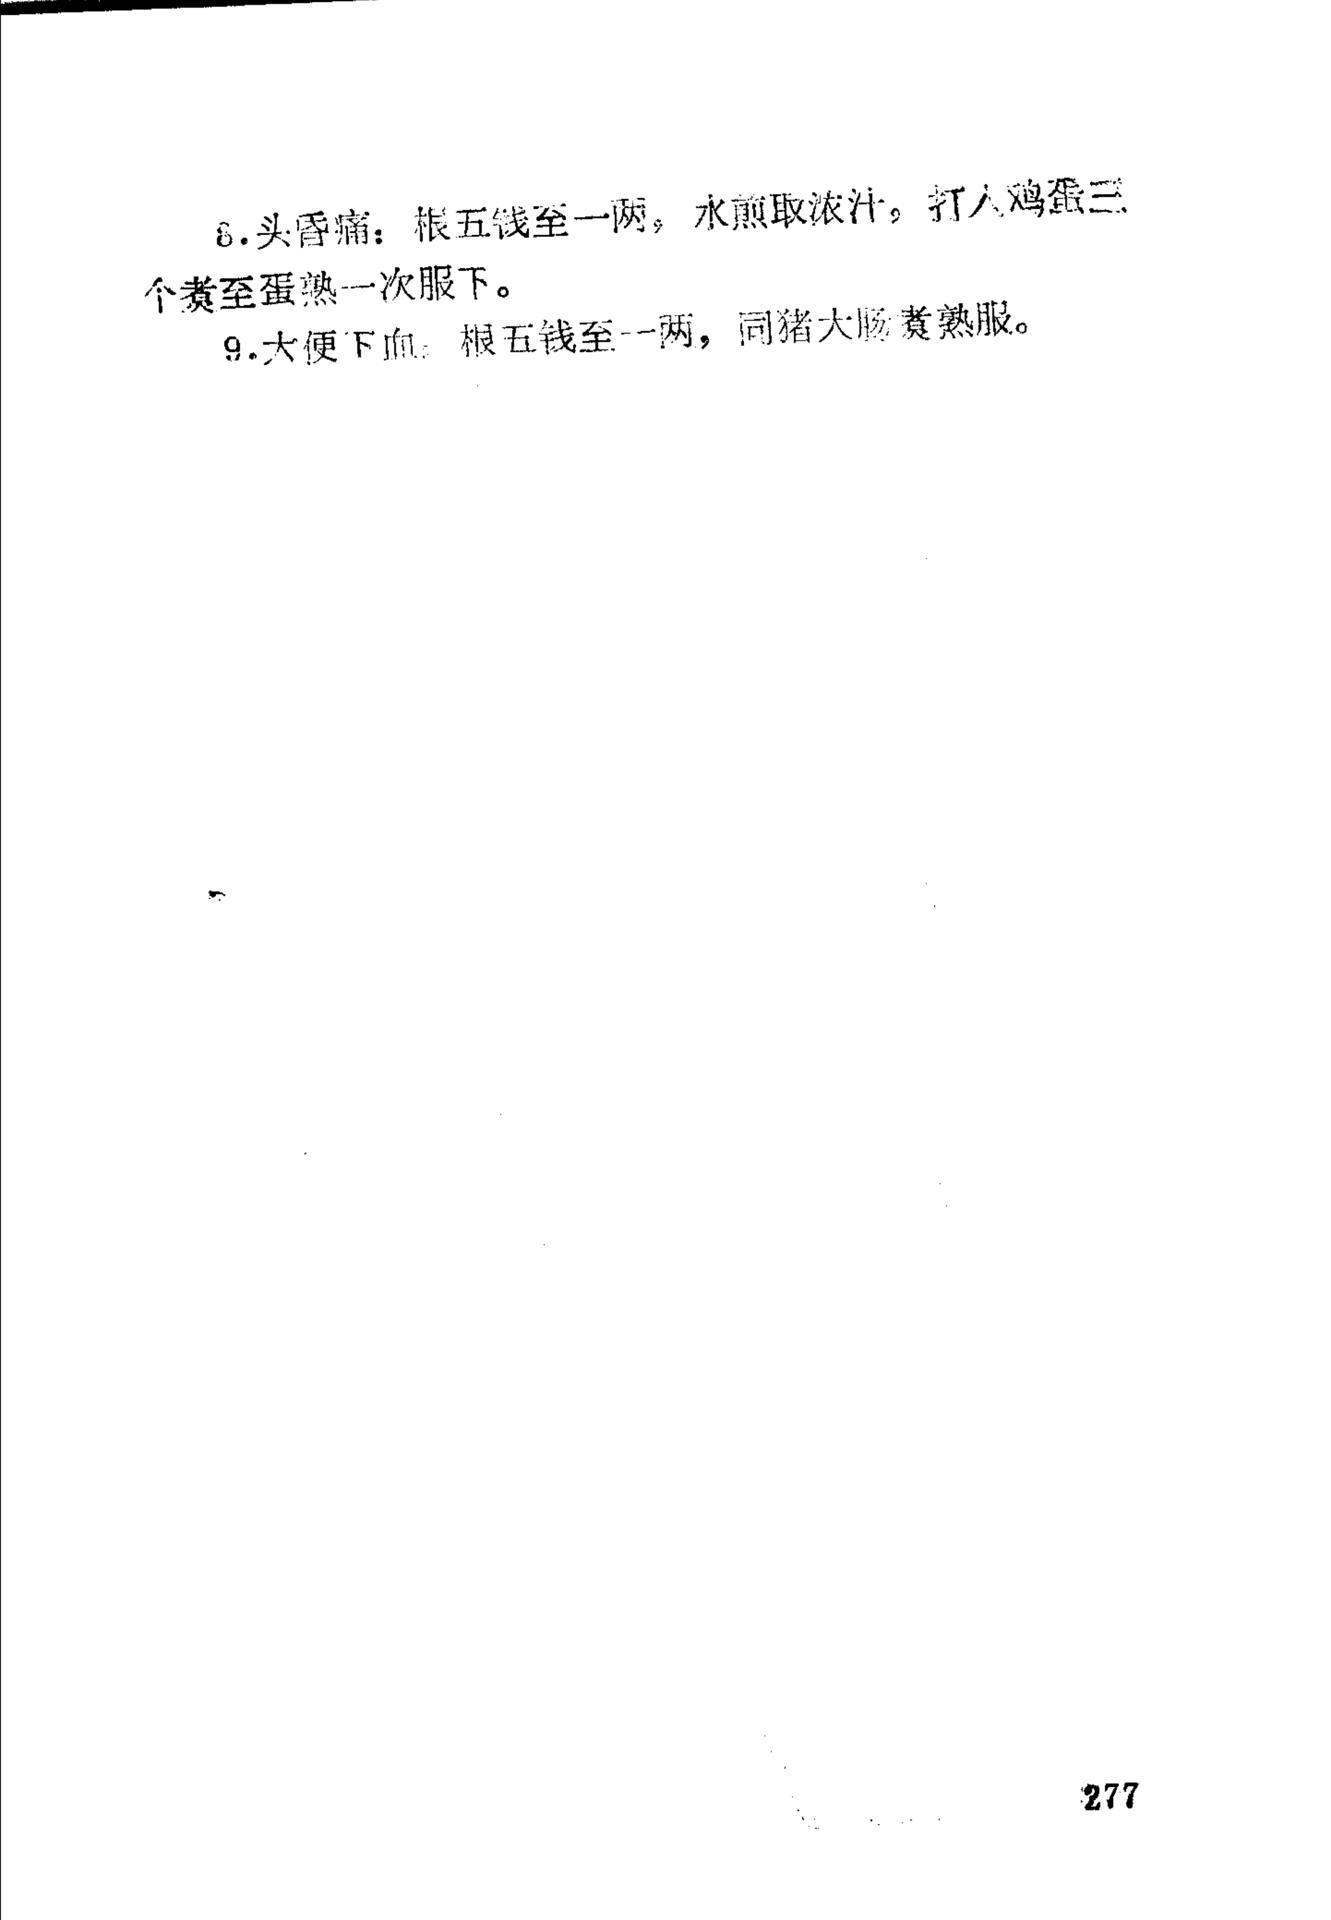 8.头昏痛：根五钱至一两，水煎取浓汁，打入鸡蛋三
个煮至蛋熟一次服下。
9.大便下血：根五钱至一两，同猪大肠煮熟服。
277